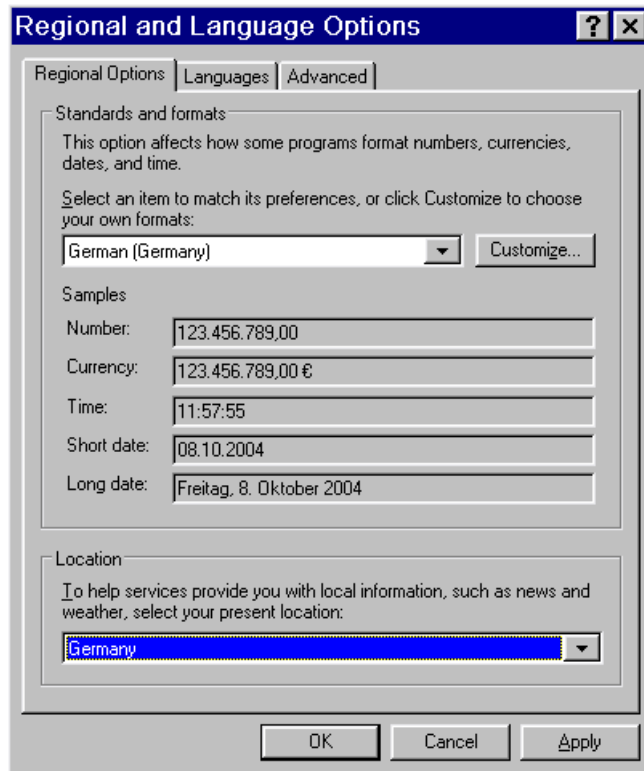 Regional and Language Options
Regional Options Languages Advanced
Standards and formats
This option affects how some programs format numbers, currencies,
dates, and time.
Select an item to match its preferences, or click Customize to choose
your own formats:
German (Germany) Customize...
Samples
Number: 123.456.789,00
Currency: 123.456.789,00 €
Time: 11:57:55
Short date: 08.10.2004
Long date: Freitag, 8. Oktober 2004
Location
To help services provide you with local information, such as news and
weather, select your present location:
Germany
OK Cancel Apply